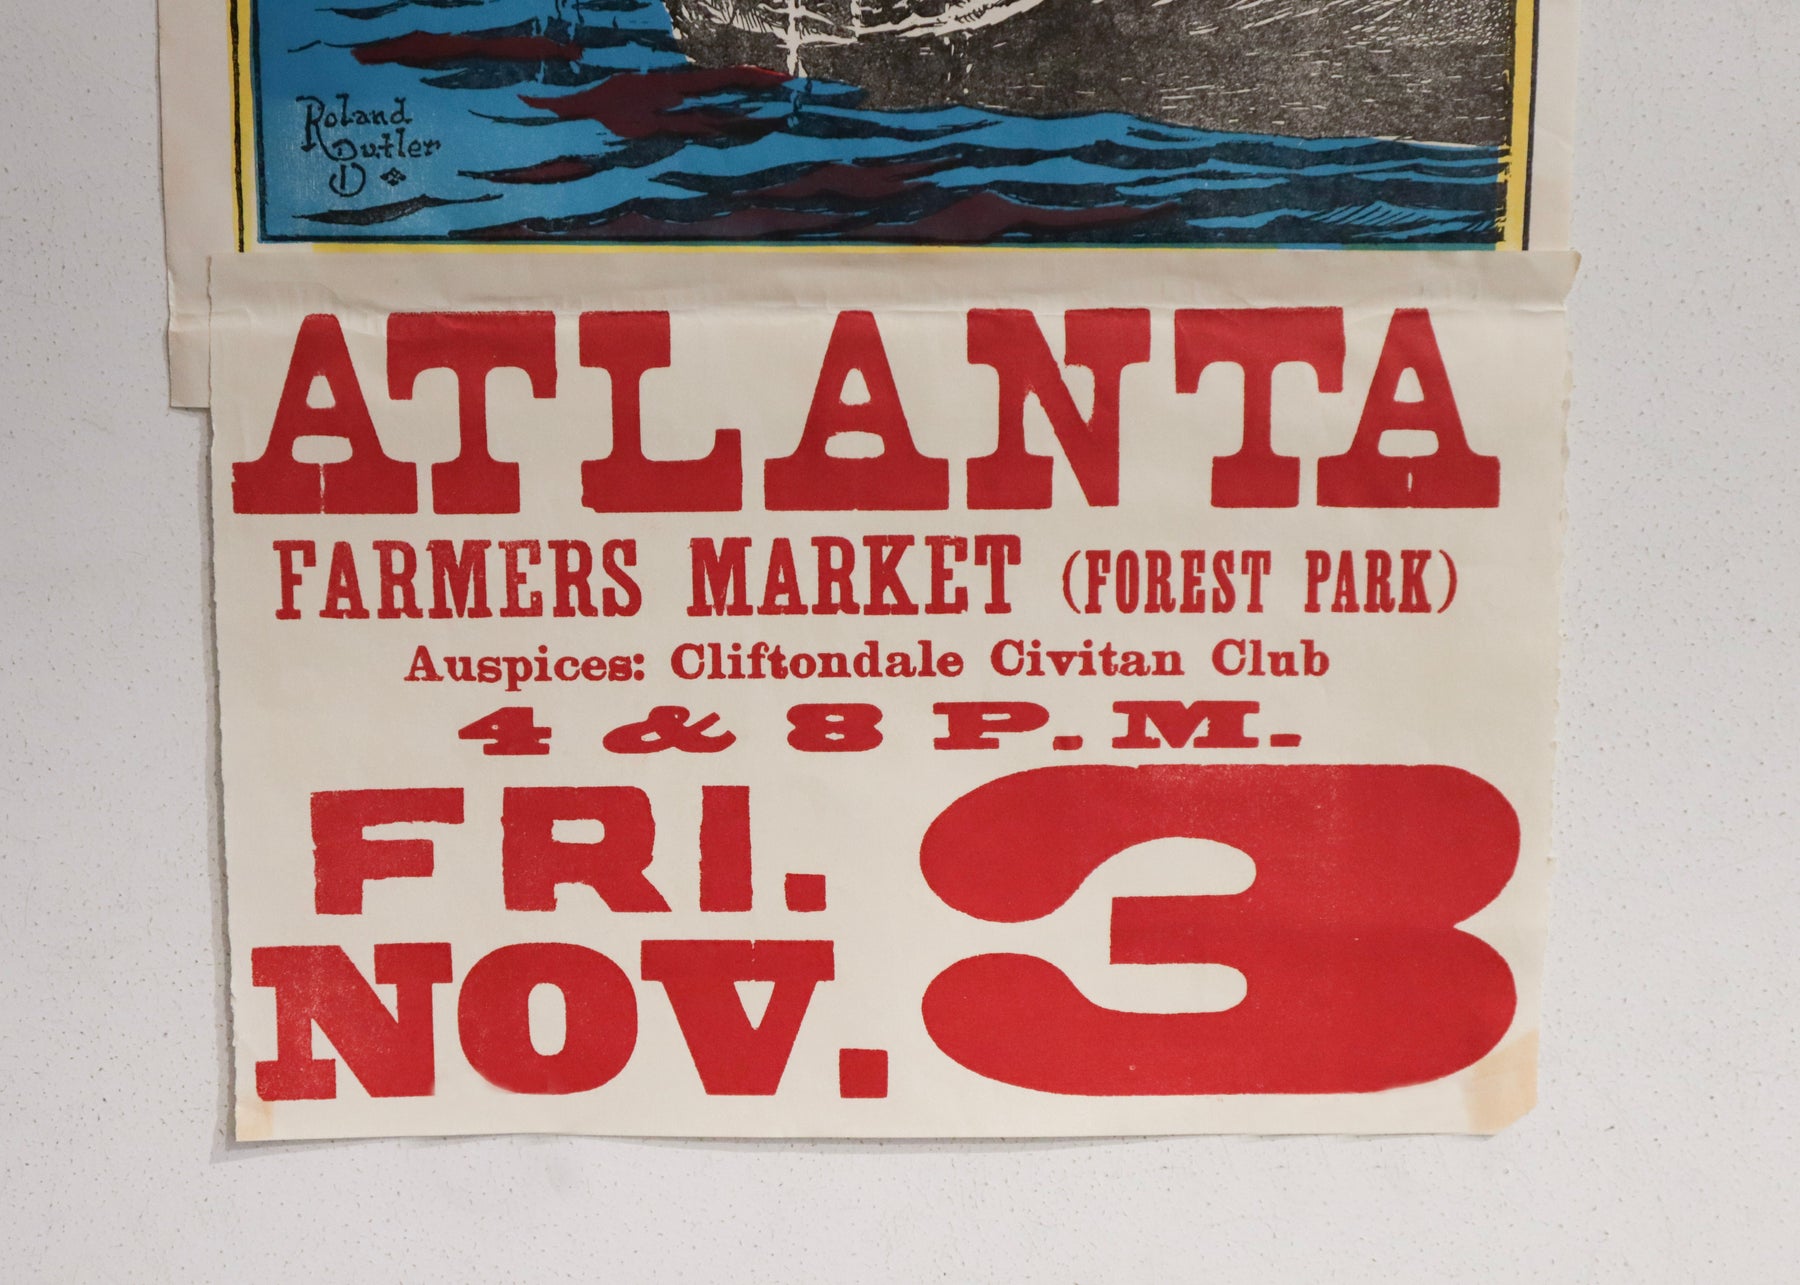 Roland
Butler
ATLANTA
FARMERS MARKET (FOREST PARK)
Auspices: Cliftondale Civitan Club
4 & 8 P.M.
FRI.
NOV. 3